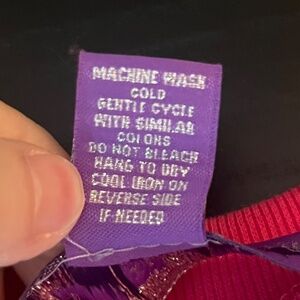 MACHINE WASH
COLD
GENTLE CYCLE
WITH SIMILAR
COLORS
DO NOT BLEACH
HANG TO DRY
COOL IRON ON
REVERSE SIDE
IF NEEDED